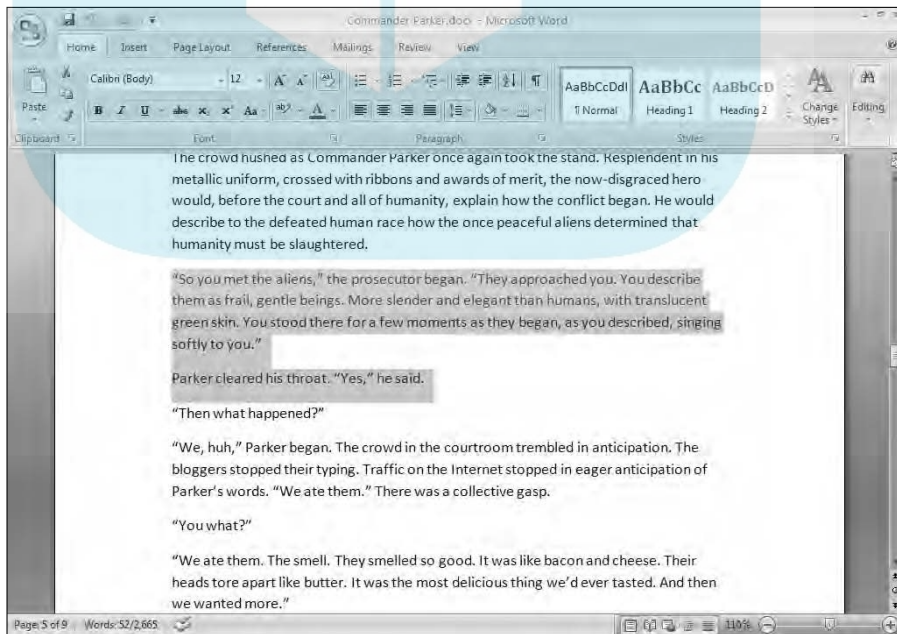 Commander Parker.docx - Microsoft Word
Home Insert Page Layout References Mailings Review View
Calibri (Body) 12
Paste
B I U abc x₂ x² Aa A
AaBbCcDdI AaBbCc AaBbCcD
¶ Normal Heading 1 Heading 2
Change Styles
Editing
Clipboard Font Paragraph Styles
The crowd hushed as Commander Parker once again took the stand. Resplendent in his
metallic uniform, crossed with ribbons and awards of merit, the now-disgraced hero
would, before the court and all of humanity, explain how the conflict began. He would
describe to the defeated human race how the once peaceful aliens determined that
humanity must be slaughtered.
“So you met the aliens,” the prosecutor began. “They approached you. You describe
them as frail, gentle beings. More slender and elegant than humans, with translucent
green skin. You stood there for a few moments as they began, as you described, singing
softly to you.”
Parker cleared his throat. “Yes,” he said.
“Then what happened?”
“We, huh,” Parker began. The crowd in the courtroom trembled in anticipation. The
bloggers stopped their typing. Traffic on the Internet stopped in eager anticipation of
Parker’s words. “We ate them.” There was a collective gasp.
“You what?”
“We ate them. The smell. They smelled so good. It was like bacon and cheese. Their
heads tore apart like butter. It was the most delicious thing we’d ever tasted. And then
we wanted more.”
Page: 5 of 9 Words: 52/2,665 110%